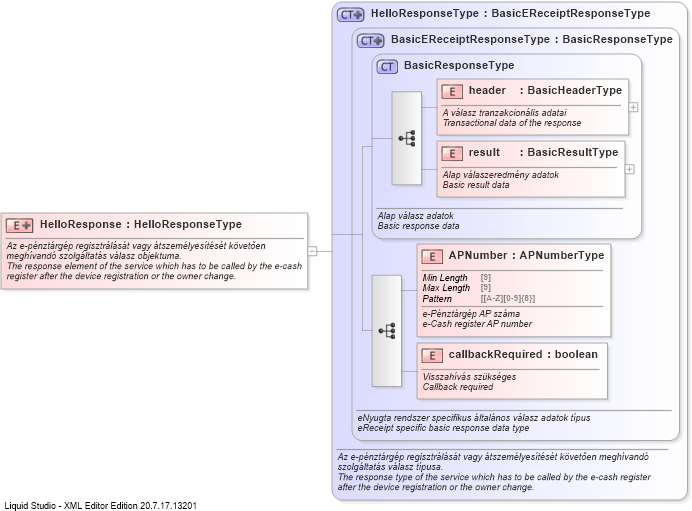 CT HelloResponseType : BasicEReceiptResponseType
CT BasicEReceiptResponseType : BasicResponseType
CT BasicResponseType
E header : BasicHeaderType
A válasz tranzakcionális adatai
Transactional data of the response
E result : BasicResultType
Alap válaszeredmény adatok
Basic result data
Alap válasz adatok
Basic response data
E HelloResponse : HelloResponseType
Az e-pénztárgép regisztrálását vagy átszemélyesítését követően
meghívandó szolgáltatás válasz objektuma.
The response element of the service which has to be called by the e-cash
register after the device registration or the owner change.
E APNumber : APNumberType
Min Length [9]
Max Length [9]
Pattern [[A-Z][0-9]{8}]
e-Pénztárgép AP száma
e-Cash register AP number
E callbackRequired : boolean
Visszahívás szükséges
Callback required
eNyugta rendszer specifikus általános válasz adatok típus
eReceipt specific basic response data type
Az e-pénztárgép regisztrálását vagy átszemélyesítését követően meghívandó
szolgáltatás válasz típusa.
The response type of the service which has to be called by the e-cash register
after the device registration or the owner change.
Liquid Studio - XML Editor Edition 20.7.17.13201